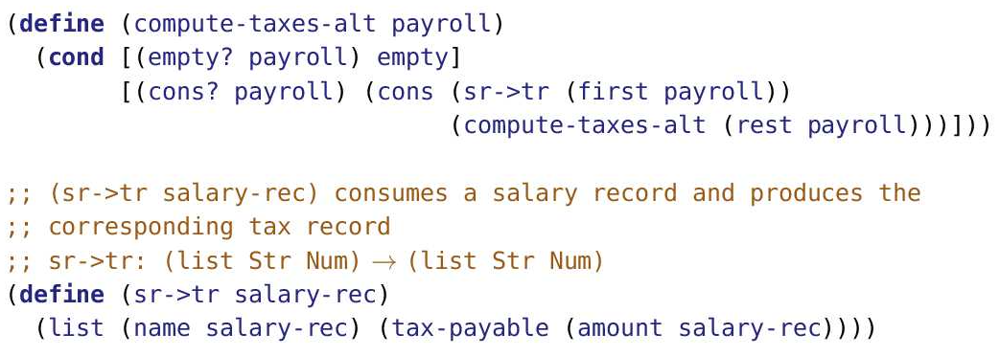 (define (compute-taxes-alt payroll)
  (cond [(empty? payroll) empty]
        [(cons? payroll) (cons (sr->tr (first payroll))
                               (compute-taxes-alt (rest payroll)))]))
;; (sr->tr salary-rec) consumes a salary record and produces the
;; corresponding tax record
;; sr->tr: (list Str Num) → (list Str Num)
(define (sr->tr salary-rec)
  (list (name salary-rec) (tax-payable (amount salary-rec))))